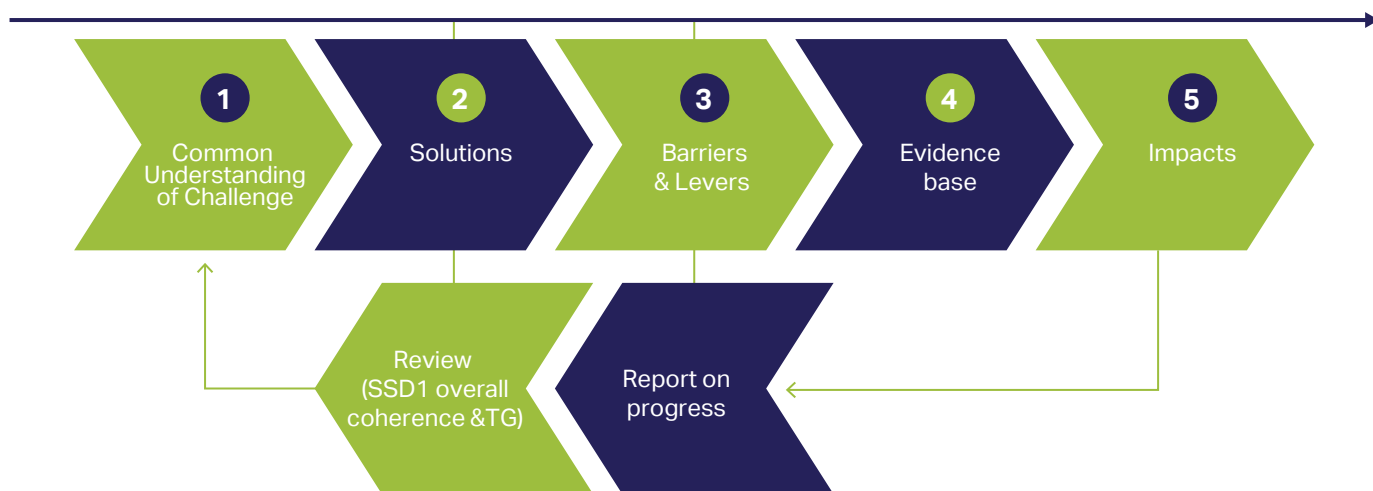 1
Common
Understanding
of Challenge
2
Solutions
3
Barriers
& Levers
4
Evidence
base
5
Impacts
Review
(SSD1 overall
coherence &TG)
Report on
progress